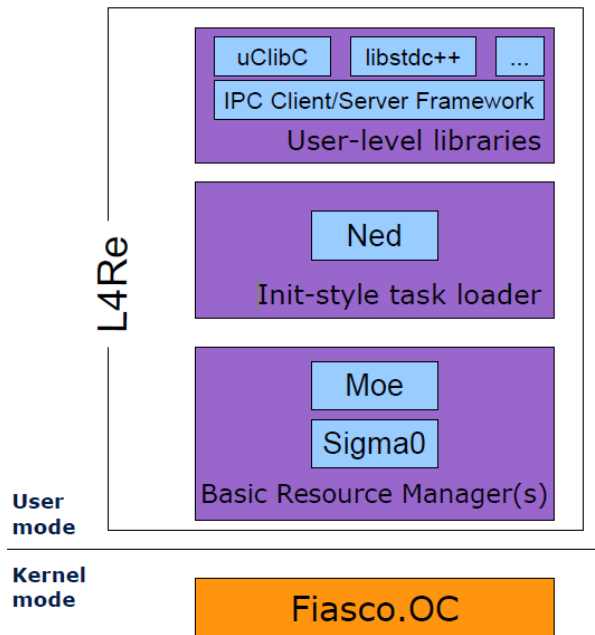 uClibC
libstdc++
...
IPC Client/Server Framework
User-level libraries
L4Re
Ned
Init-style task loader
Moe
Sigma0
Basic Resource Manager(s)
User
mode
Kernel
mode
Fiasco.OC